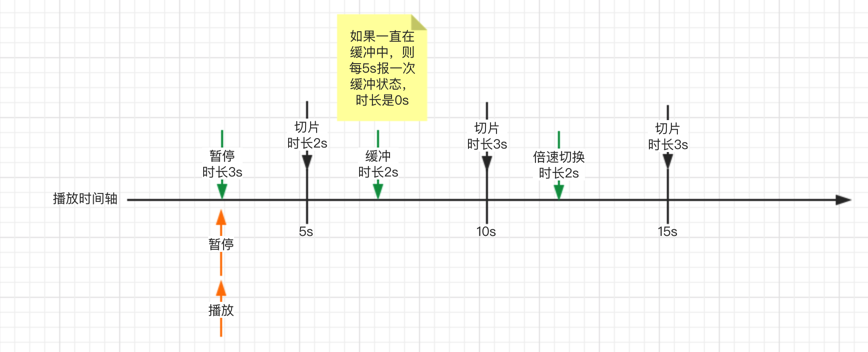 如果一直在
缓冲中，则
每5s报一次
缓冲状态，
时长是0s
切片
时长2s
切片
时长3s
切片
时长3s
暂停
时长3s
缓冲
时长2s
倍速切换
时长2s
播放时间轴
5s
10s
15s
暂停
播放